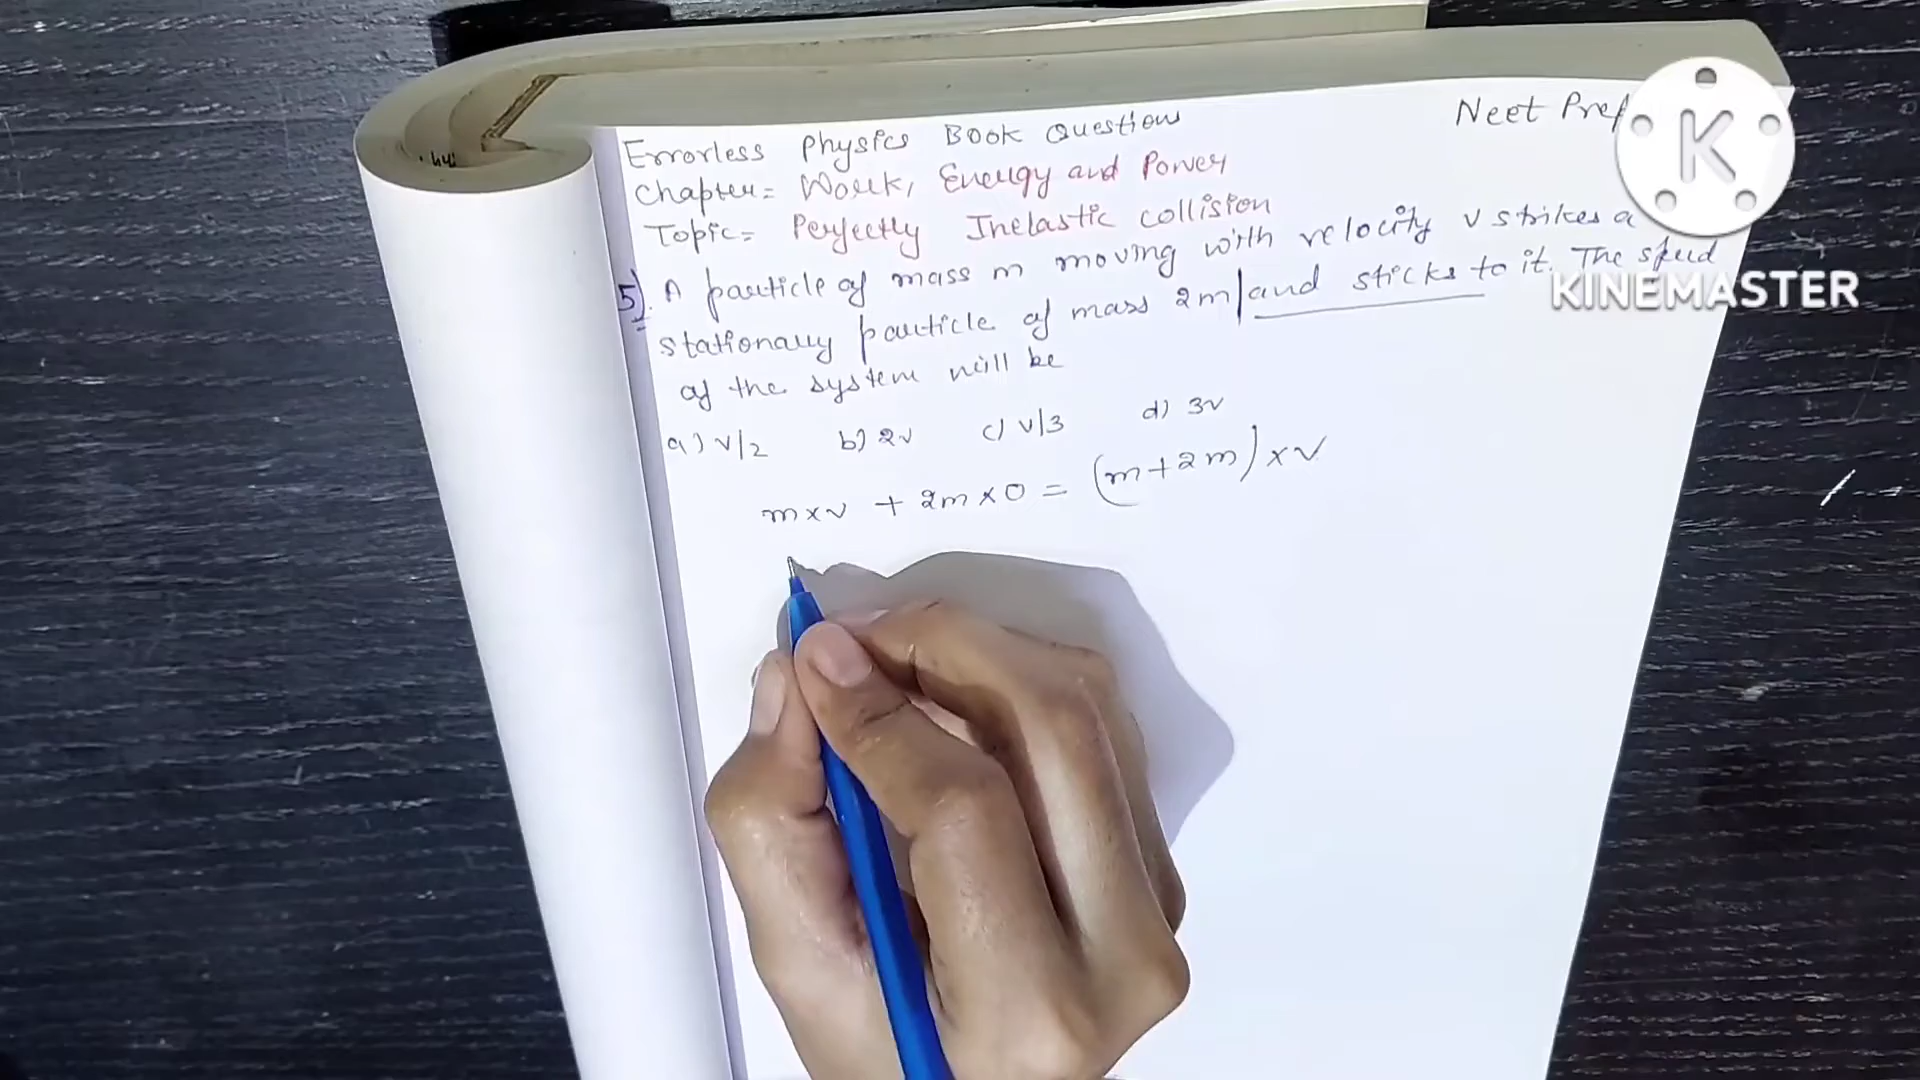 Errorless Physics Book Question
Neet Pre
Chapter= Work, Energy and Power
Topic= Perfectly Inelastic collision
5). A particle of mass m moving with velocity v strikes a
stationary particle of mass 2m and sticks to it. The speed
of the system will be
a) v/2 b) 2v c) v/3 d) 3v
m×v + 2m×0 = (m+2m)×v
K
KINEMASTER